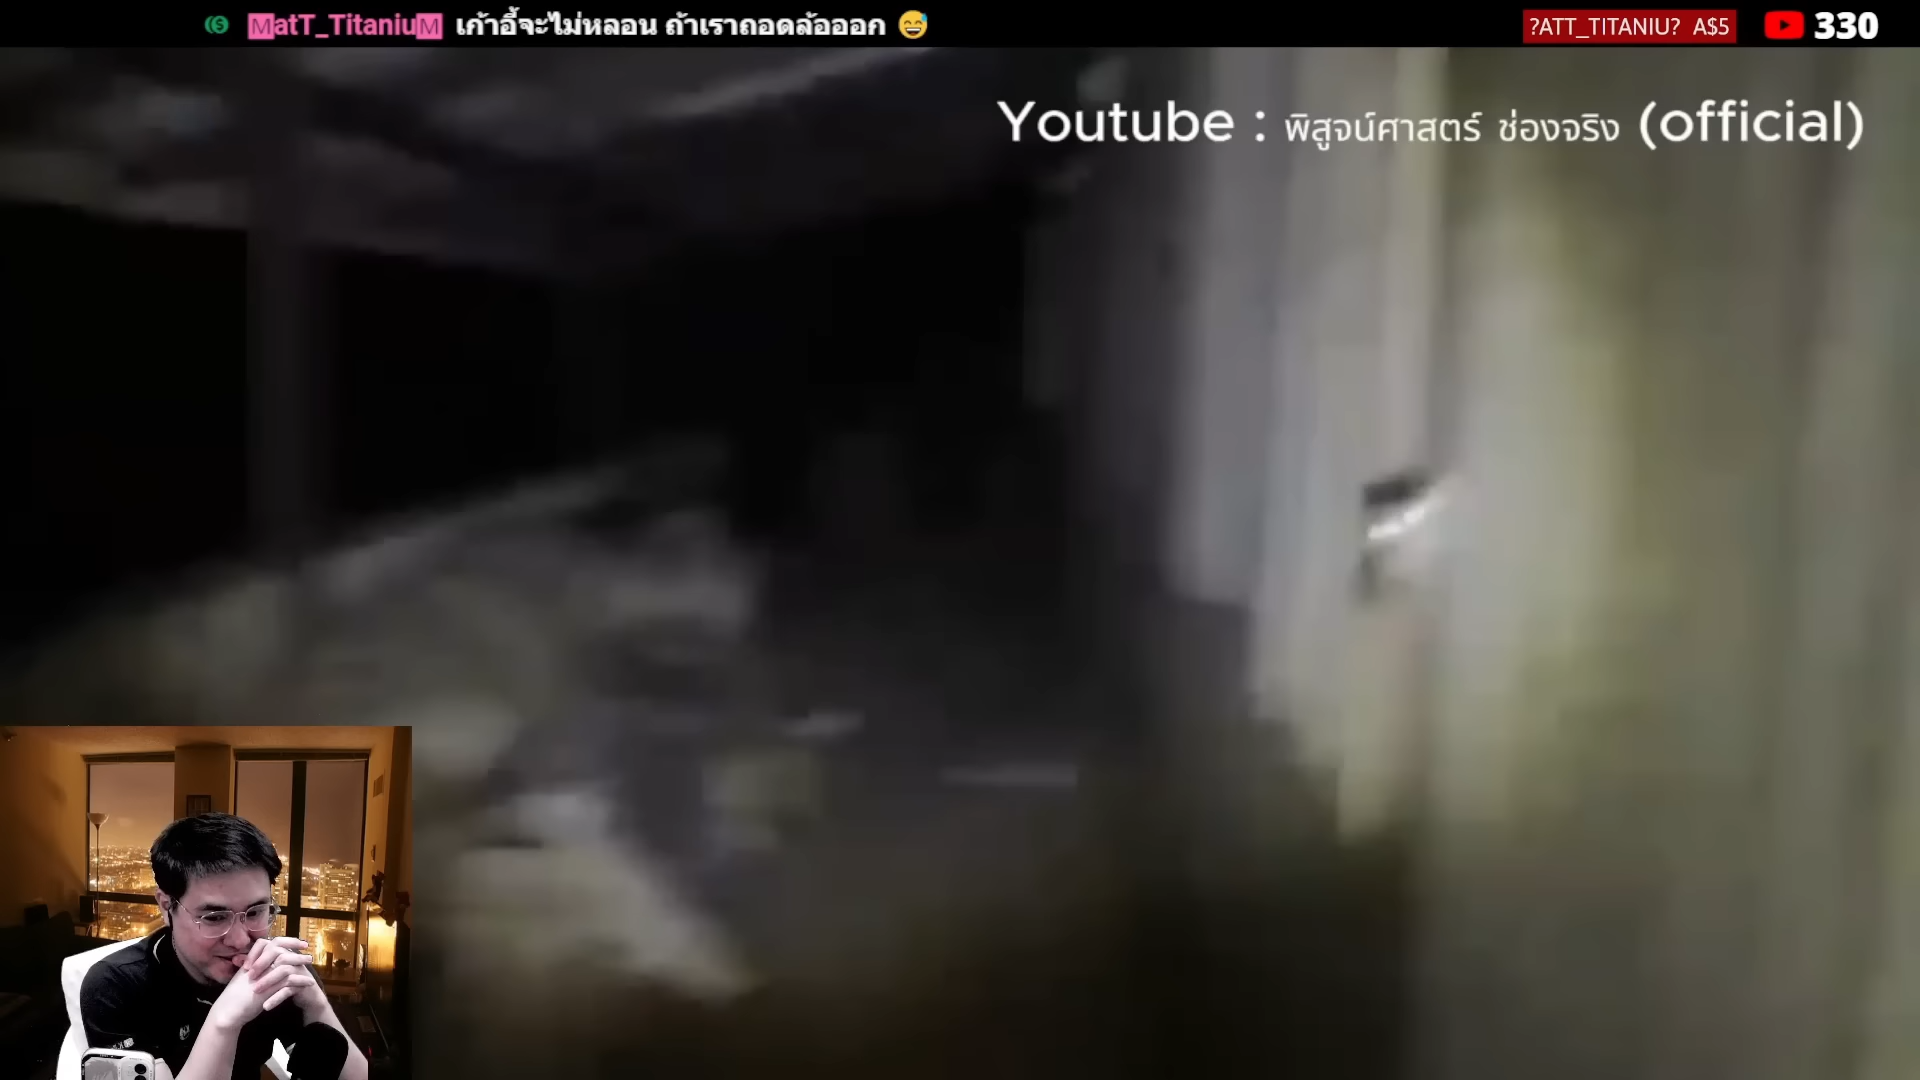 🄼atT_Titaniu🄼 เก้าอี้จะไม่หลอน ถ้าเราถอดล้อออก 😅
?ATT_TITANIU? A$5
330
Youtube : พิสูจน์ศาสตร์ ช่องจริง (official)